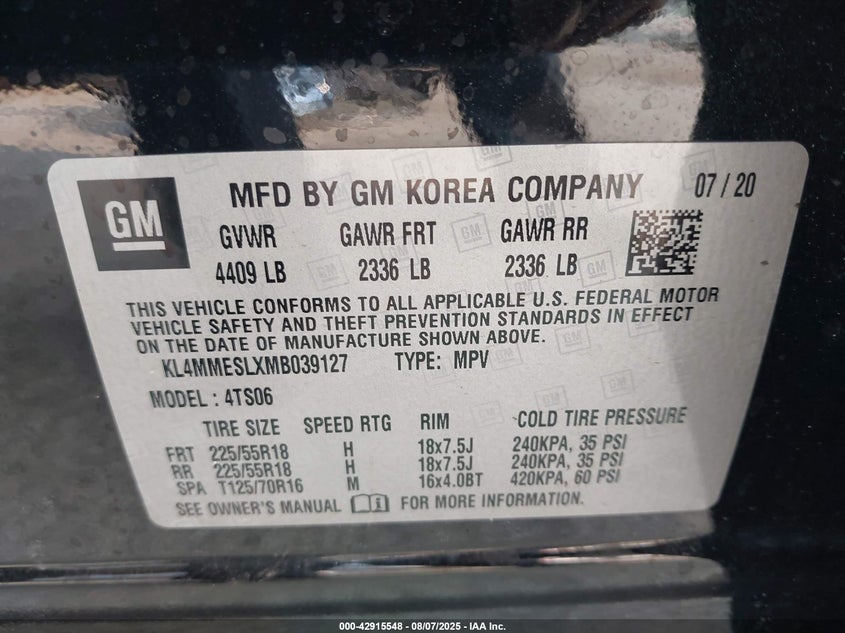 GM
MFD BY GM KOREA COMPANY 07/20
GVWR GAWR FRT GAWR RR
4409 LB 2336 LB 2336 LB
THIS VEHICLE CONFORMS TO ALL APPLICABLE U.S. FEDERAL MOTOR
VEHICLE SAFETY AND THEFT PREVENTION STANDARDS IN EFFECT
ON THE DATE OF MANUFACTURE SHOWN ABOVE.
KL4MMESLXMB039127 TYPE: MPV
MODEL : 4TS06
TIRE SIZE SPEED RTG RIM COLD TIRE PRESSURE
FRT 225/55R18 H 18x7.5J 240KPA, 35 PSI
RR 225/55R18 H 18x7.5J 240KPA, 35 PSI
SPA T125/70R16 M 16x4.0BT 420KPA, 60 PSI
SEE OWNER'S MANUAL FOR MORE INFORMATION.
000-42915548 - 08/07/2025 - IAA Inc.